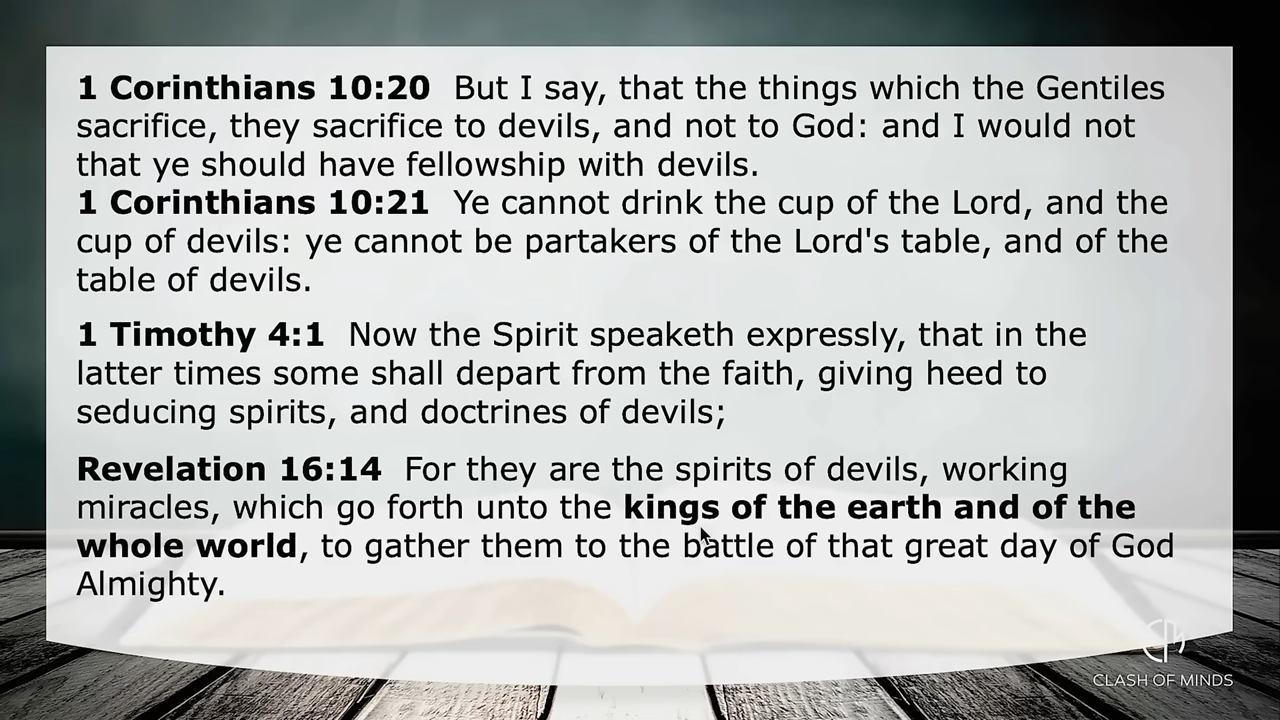 1 Corinthians 10:20 But I say, that the things which the Gentiles
sacrifice, they sacrifice to devils, and not to God: and I would not
that ye should have fellowship with devils.
1 Corinthians 10:21 Ye cannot drink the cup of the Lord, and the
cup of devils: ye cannot be partakers of the Lord's table, and of the
table of devils.
1 Timothy 4:1 Now the Spirit speaketh expressly, that in the
latter times some shall depart from the faith, giving heed to
seducing spirits, and doctrines of devils;
Revelation 16:14 For they are the spirits of devils, working
miracles, which go forth unto the kings of the earth and of the
whole world, to gather them to the battle of that great day of God
Almighty.
CLASH OF MINDS